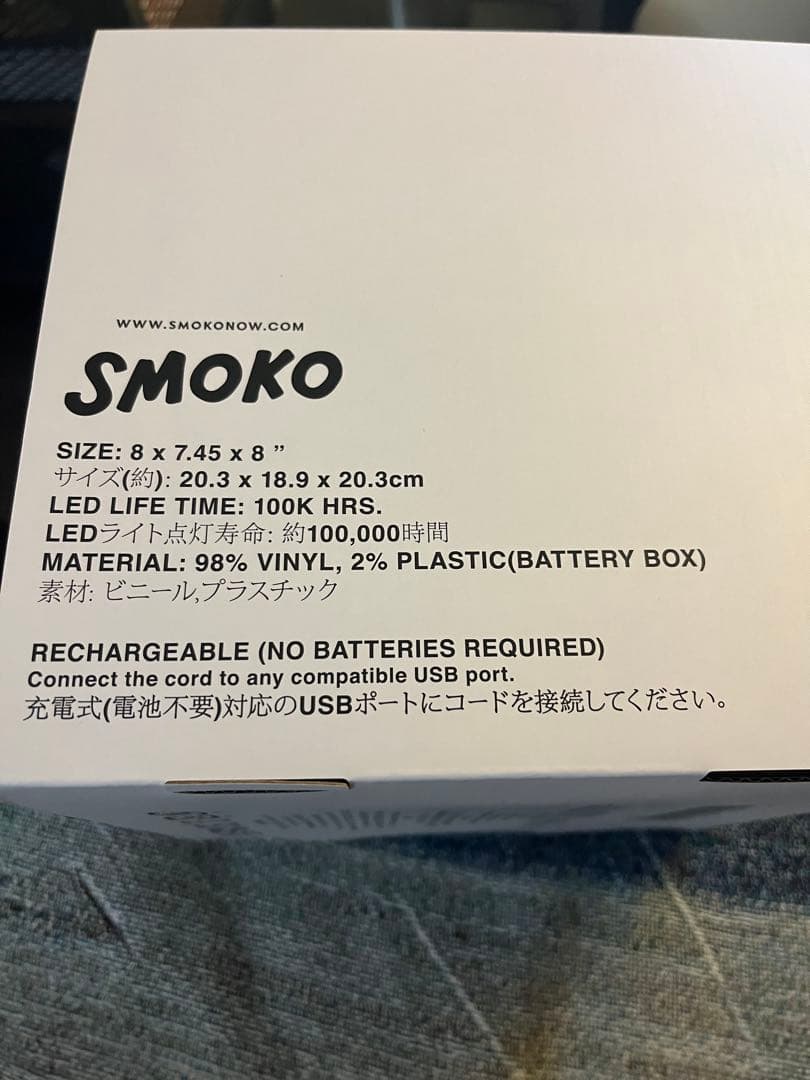 WWW.SMOKONOW.COM
SMOKO
SIZE: 8 x 7.45 x 8 ”
サイズ(約): 20.3 x 18.9 x 20.3cm
LED LIFE TIME: 100K HRS.
LEDライト点灯寿命: 約100,000時間
MATERIAL: 98% VINYL, 2% PLASTIC(BATTERY BOX)
素材: ビニール,プラスチック
RECHARGEABLE (NO BATTERIES REQUIRED)
Connect the cord to any compatible USB port.
充電式(電池不要)対応のUSBポートにコードを接続してください。